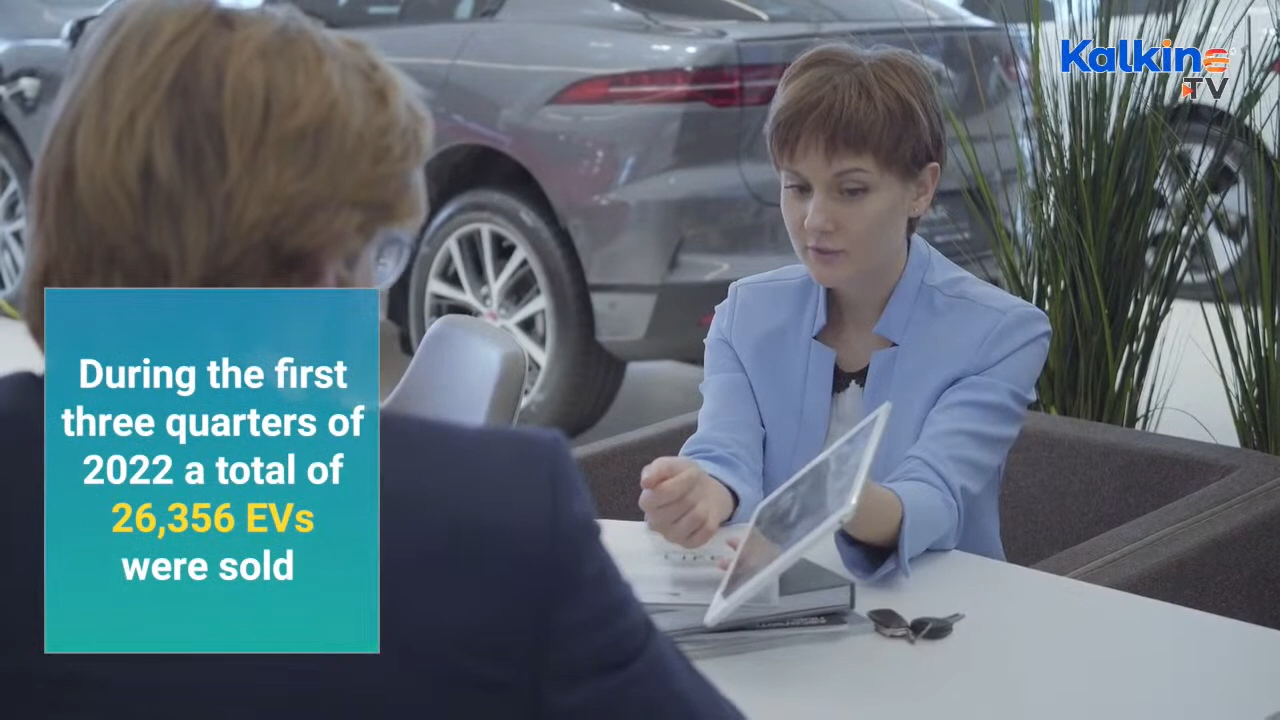 Kalkine
TV
During the first
three quarters of
2022 a total of
26,356 EVs
were sold